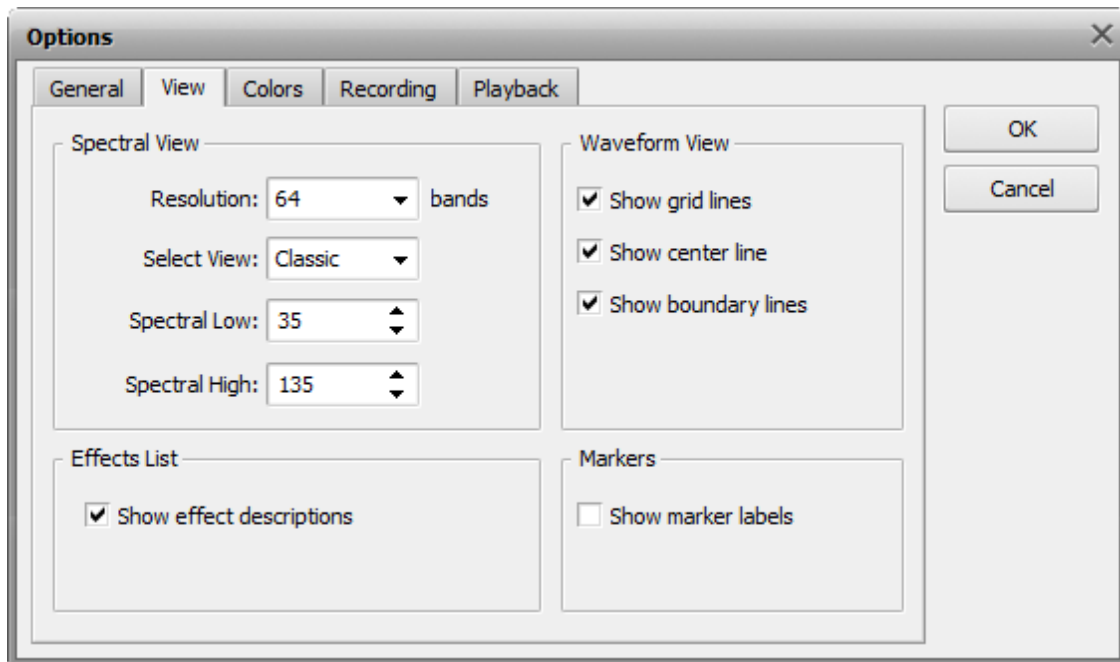 Options
General View Colors Recording Playback
Spectral View
Resolution: 64 bands
Select View: Classic
Spectral Low: 35
Spectral High: 135
Waveform View
Show grid lines
Show center line
Show boundary lines
Effects List
Show effect descriptions
Markers
Show marker labels
OK
Cancel